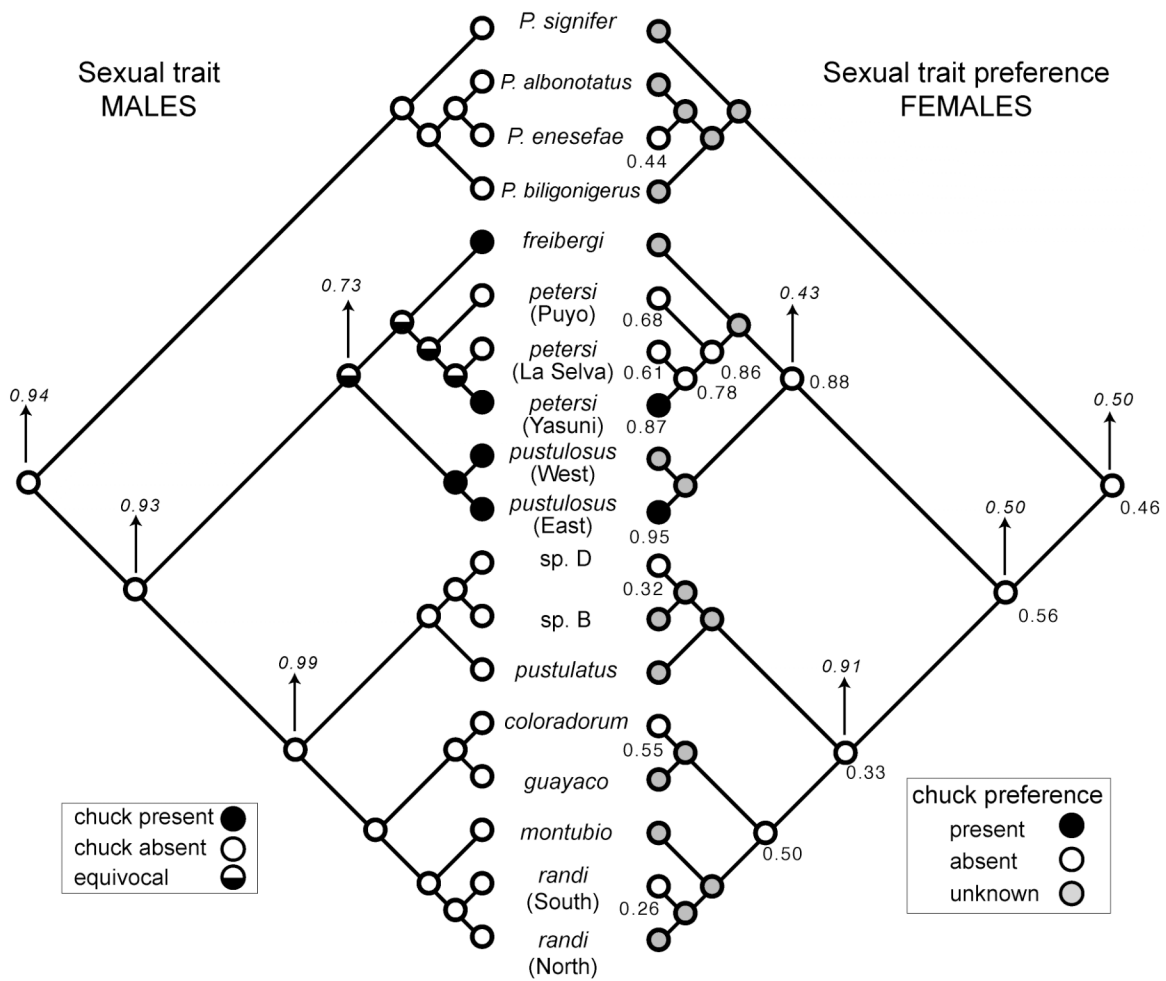 Sexual trait
MALES
Sexual trait preference
FEMALES
P. signifer
P. albonotatus
P. enesefae
0.44
P. biligonigerus
freibergi
0.73
petersi
(Puyo)
0.68
0.43
petersi
(La Selva)
0.61
0.86
0.78
0.88
petersi
(Yasuni)
0.87
0.94
0.50
pustulosus
(West)
pustulosus
(East)
0.95
0.46
0.93
0.50
sp. D
0.32
sp. B
0.56
pustulatus
0.99
0.91
coloradorum
0.55
guayaco
0.33
montubio
0.50
randi
(South)
0.26
randi
(North)
chuck present
chuck absent
equivocal
chuck preference
present
absent
unknown